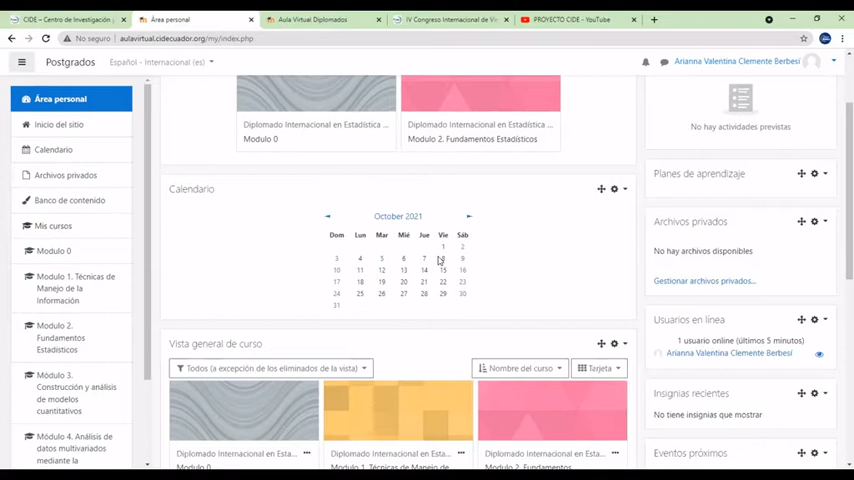 CIDE – Centro de Investigación y
Área personal
Aula Virtual Diplomados
IV Congreso Internacional de Vi
PROYECTO CIDE - YouTube
No seguro
aulavirtual.cidecuador.org/my/index.php
Postgrados
Español - Internacional (es)
Arianna Valentina Clemente Berbesí
Área personal
Inicio del sitio
Calendario
Archivos privados
Banco de contenido
Mis cursos
Modulo 0
Modulo 1. Técnicas de
Manejo de la
Información
Modulo 2.
Fundamentos
Estadísticos
Módulo 3.
Construcción y análisis
de modelos
cuantitativos
Módulo 4. Análisis de
datos multivariados
mediante la
Diplomado Internacional en Estadística ...
Modulo 0
Diplomado Internacional en Estadística ...
Modulo 2. Fundamentos Estadísticos
Calendario
October 2021
Dom Lun Mar Mié Jue Vie Sáb
1 2
3 4 5 6 7 8 9
10 11 12 13 14 15 16
17 18 19 20 21 22 23
24 25 26 27 28 29 30
31
Vista general de curso
Todos (a excepción de los eliminados de la vista)
Nombre del curso
Tarjeta
Diplomado Internacional en Esta... ...
Modulo 0
Diplomado Internacional en Esta... ...
Modulo 1. Técnicas de Manejo de
Diplomado Internacional en Esta... ...
Modulo 2. Fundamentos
No hay actividades previstas
Planes de aprendizaje
Archivos privados
No hay archivos disponibles
Gestionar archivos privados...
Usuarios en línea
1 usuario online (últimos 5 minutos)
Arianna Valentina Clemente Berbesí
Insignias recientes
No tiene insignias que mostrar
Eventos próximos